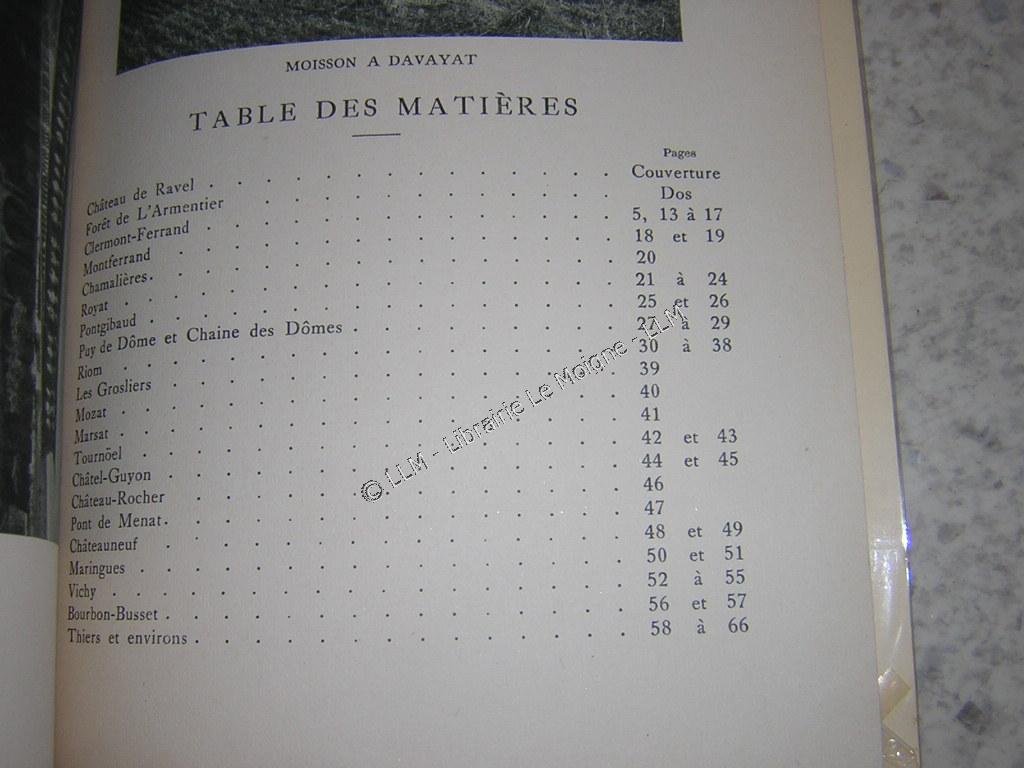 MOISSON A DAVAYAT
TABLE DES MATIÈRES
Pages
Château de Ravel . . . . . . . . . . . . . . Couverture
Forêt de L'Armentier . . . . . . . . . . . . . Dos
Clermont-Ferrand . . . . . . . . . . . . . . 5, 13 à 17
Montferrand . . . . . . . . . . . . . . . 18 et 19
Chamalières . . . . . . . . . . . . . . . 20
Royat . . . . . . . . . . . . . . . . 21 à 24
Pontgibaud . . . . . . . . . . . . . . . 25 et 26
Puy de Dôme et Chaine des Dômes . . . . . . . . 27 à 29
Riom . . . . . . . . . . . . . . . . 30 à 38
Les Grosliers . . . . . . . . . . . . . . 39
Mozat . . . . . . . . . . . . . . . . 40
Marsat . . . . . . . . . . . . . . . . 41
Tournöel . . . . . . . . . . . . . . . 42 et 43
Châtel-Guyon . . . . . . . . . . . . . . 44 et 45
Château-Rocher . . . . . . . . . . . . . . 46
Pont de Menat . . . . . . . . . . . . . . 47
Châteauneuf . . . . . . . . . . . . . . . 48 et 49
Maringues . . . . . . . . . . . . . . . 50 et 51
Vichy . . . . . . . . . . . . . . . . 52 à 55
Bourbon-Busset . . . . . . . . . . . . . . 56 et 57
Thiers et environs . . . . . . . . . . . . . 58 à 66
© LLM - Librairie Le Moigne - LLM